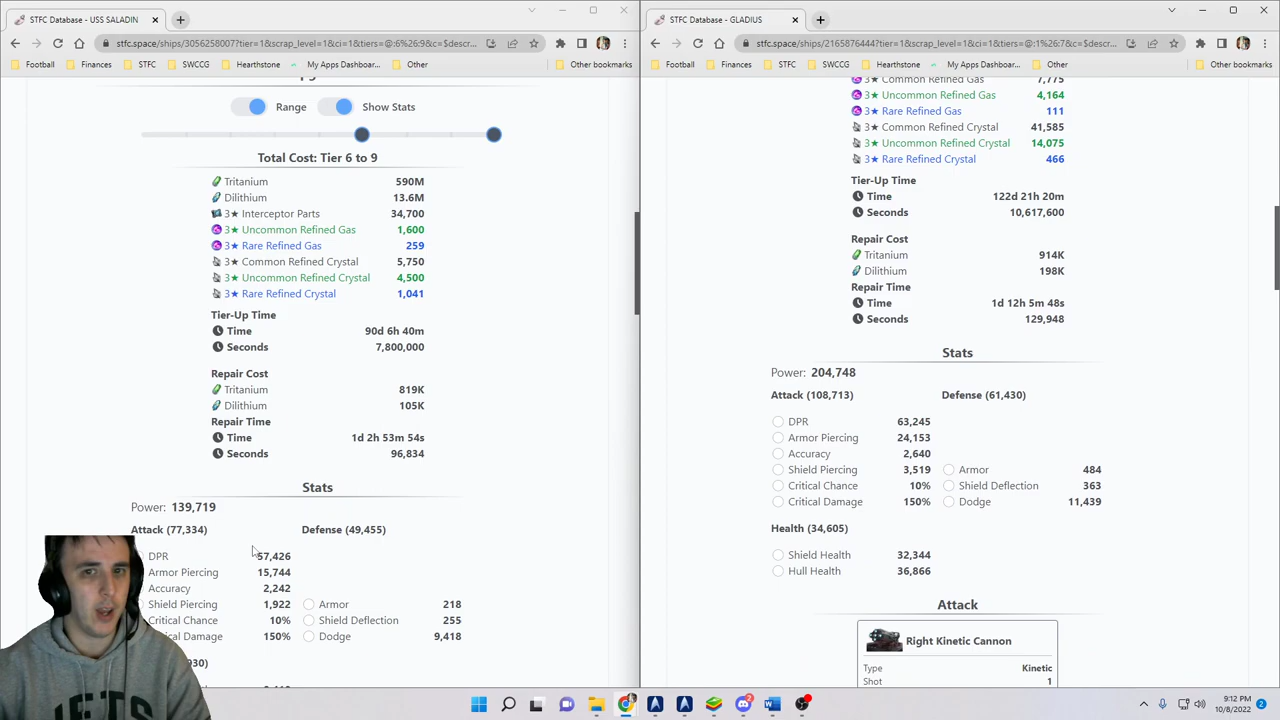 STFC Database - USS SALADIN
stfc.space/ships/3056258007?tier=1&scrap_level=1&ci=1&tiers=@:6%26:9&c=$descr...
Football
Finances
STFC
SWCCG
Hearthstone
My Apps Dashboar...
Other
Other bookmarks
Range
Show Stats
Total Cost: Tier 6 to 9
Tritanium 590M
Dilithium 13.6M
3★ Interceptor Parts 34,700
3★ Uncommon Refined Gas 1,600
3★ Rare Refined Gas 259
3★ Common Refined Crystal 5,750
3★ Uncommon Refined Crystal 4,500
3★ Rare Refined Crystal 1,041
Tier-Up Time
Time 90d 6h 40m
Seconds 7,800,000
Repair Cost
Tritanium 819K
Dilithium 105K
Repair Time
Time 1d 2h 53m 54s
Seconds 96,834
Stats
Power: 139,719
Attack (77,334) Defense (49,455)
DPR 57,426
Armor Piercing 15,744
Accuracy 2,242
Shield Piercing 1,922 Armor 218
Critical Chance 10% Shield Deflection 255
Damage 150% Dodge 9,418
STFC Database - GLADIUS
stfc.space/ships/2165876444?tier=1&scrap_level=1&ci=1&tiers=@:1%26:7&c=$descr...
Football
Finances
STFC
SWCCG
Hearthstone
My Apps Dashboar...
Other
Other bookmarks
3★ Common Refined Gas 7,775
3★ Uncommon Refined Gas 4,164
3★ Rare Refined Gas 111
3★ Common Refined Crystal 41,585
3★ Uncommon Refined Crystal 14,075
3★ Rare Refined Crystal 466
Tier-Up Time
Time 122d 21h 20m
Seconds 10,617,600
Repair Cost
Tritanium 914K
Dilithium 198K
Repair Time
Time 1d 12h 5m 48s
Seconds 129,948
Stats
Power: 204,748
Attack (108,713) Defense (61,430)
DPR 63,245
Armor Piercing 24,153
Accuracy 2,640
Shield Piercing 3,519 Armor 484
Critical Chance 10% Shield Deflection 363
Critical Damage 150% Dodge 11,439
Health (34,605)
Shield Health 32,344
Hull Health 36,866
Attack
Right Kinetic Cannon
Type Kinetic
Shot 1
9:12 PM
10/8/2022